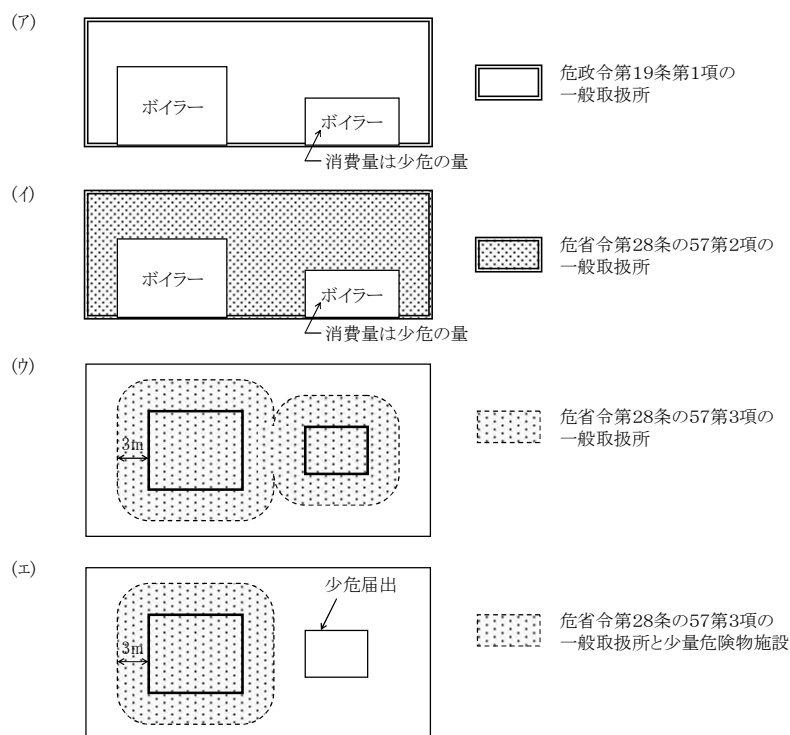 (ア)
ボイラー
ボイラー
消費量は少危の量
危政令第19条第1項の
一般取扱所
(イ)
ボイラー
ボイラー
消費量は少危の量
危省令第28条の57第2項の
一般取扱所
(ウ)
3m
危省令第28条の57第3項の
一般取扱所
(エ)
少危届出
3m
危省令第28条の57第3項の
一般取扱所と少量危険物施設